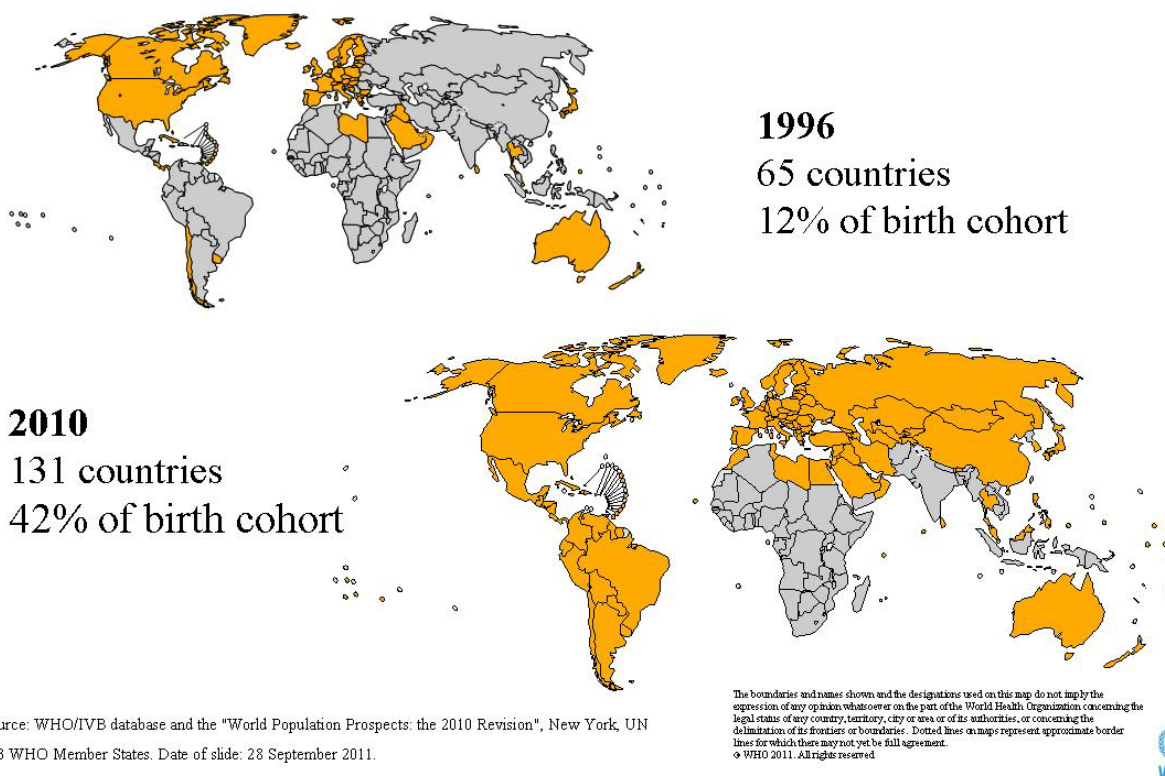 1996
65 countries
12% of birth cohort
2010
131 countries
42% of birth cohort
urce: WHO/IVB database and the "World Population Prospects: the 2010 Revision", New York, UN
3 WHO Member States. Date of slide: 28 September 2011.
The boundaries and names shown and the designations used on this map do not imply the
expression of any opinion whatsoever on the part of the World Health Organization concerning the
legal status of any country, territory, city or area or of its authorities, or concerning the
delimitation of its frontiers or boundaries. Dotted lines on maps represent approximate border
lines for which there may not yet be full agreement.
© WHO 2011. All rights reserved